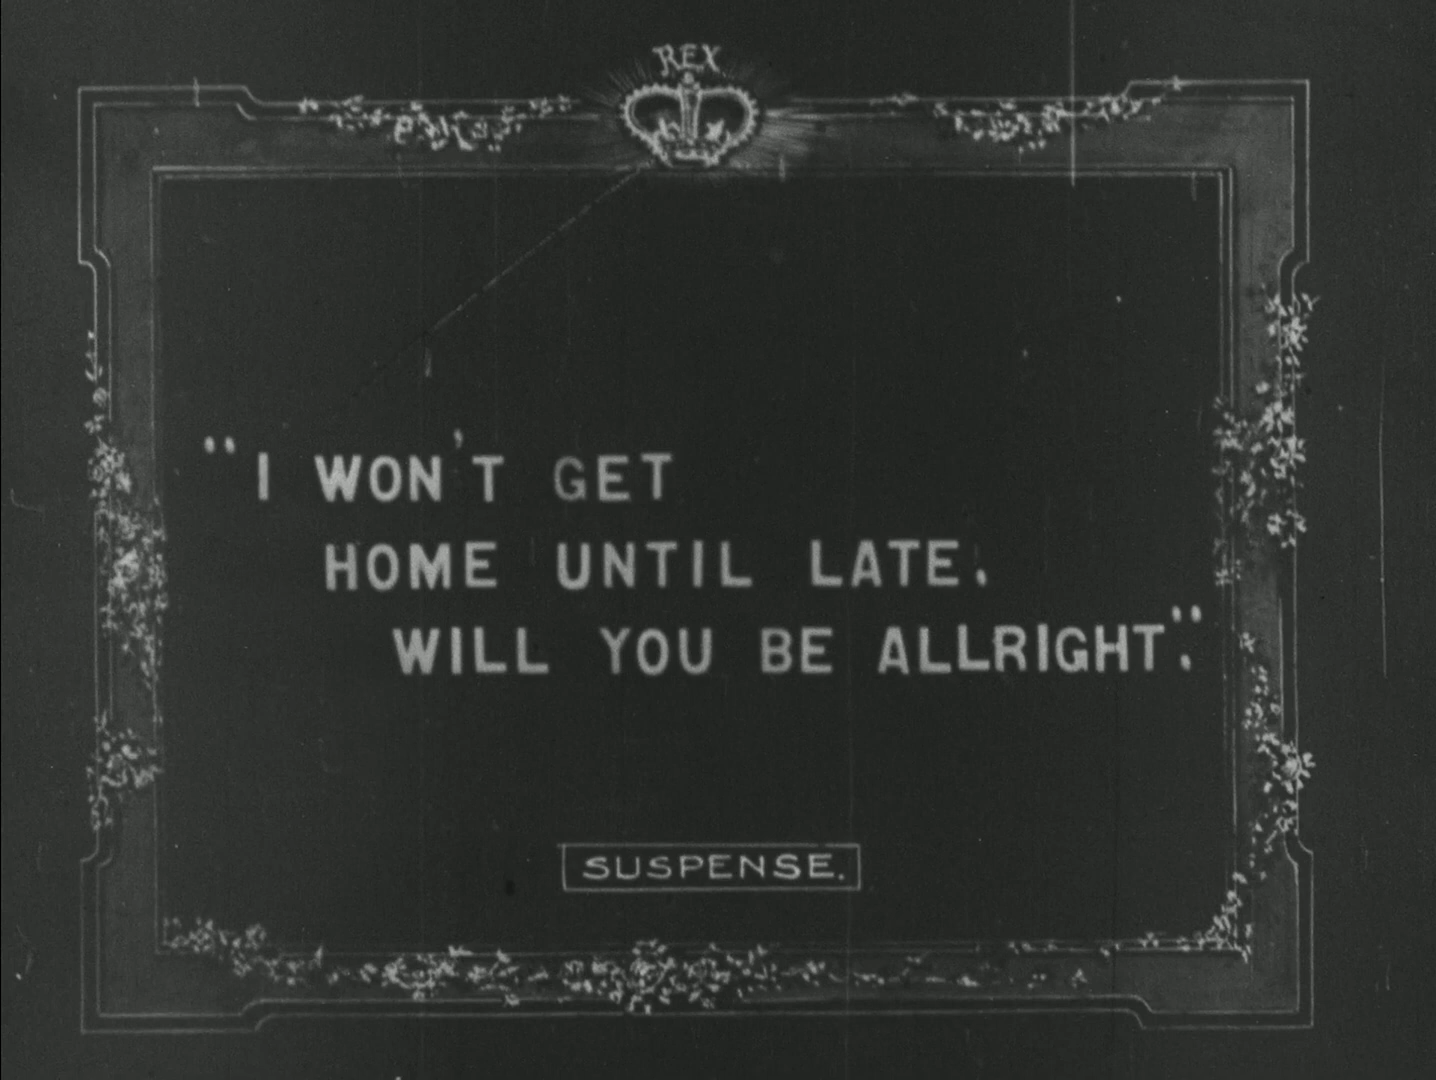 REX
"I WON'T GET
HOME UNTIL LATE.
WILL YOU BE ALLRIGHT".
SUSPENSE.